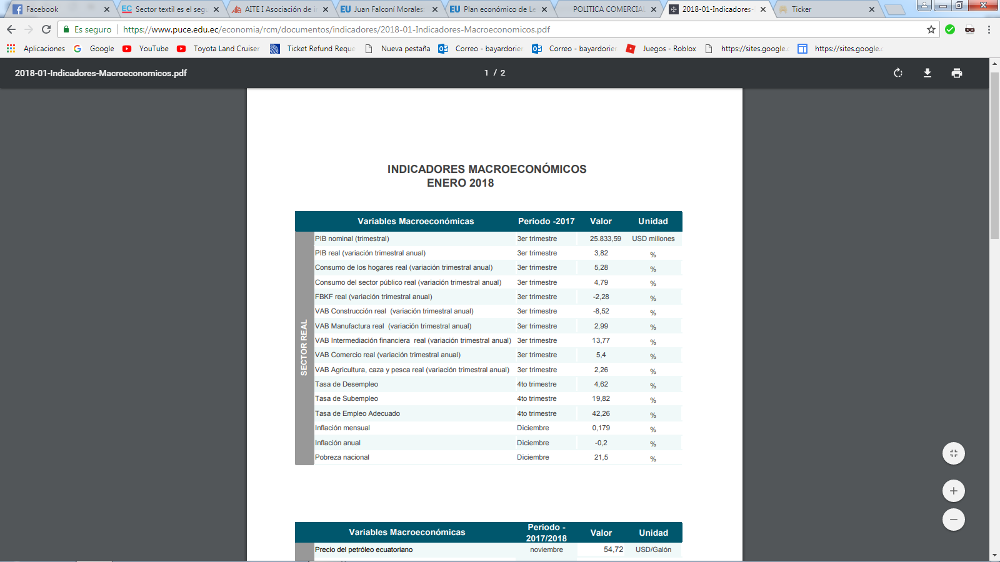 Facebook
Sector textil es el segu
AITE I Asociación de i
Juan Falconí Morales:
Plan económico de Le
POLITICA COMERCIAL
2018-01-Indicadores-
Ticker
Es seguro
https://www.puce.edu.ec/economia/rcm/documentos/indicadores/2018-01-Indicadores-Macroeconomicos.pdf
Aplicaciones
Google
YouTube
Toyota Land Cruiser
Ticket Refund Reque
Nueva pestaña
Correo - bayardorier
Correo - bayardorier
Juegos - Roblox
https://sites.google.c
https://sites.google.c
2018-01-Indicadores-Macroeconomicos.pdf
1 / 2
INDICADORES MACROECONÓMICOS
ENERO 2018
Variables Macroeconómicas Periodo -2017 Valor Unidad
SECTOR REAL
PIB nominal (trimestral) 3er trimestre 25.833,59 USD millones
PIB real (variación trimestral anual) 3er trimestre 3,82 %
Consumo de los hogares real (variación trimestral anual) 3er trimestre 5,28 %
Consumo del sector público real (variación trimestral anual) 3er trimestre 4,79 %
FBKF real (variación trimestral anual) 3er trimestre -2,28 %
VAB Construcción real (variación trimestral anual) 3er trimestre -8,52 %
VAB Manufactura real (variación trimestral anual) 3er trimestre 2,99 %
VAB Intermediación financiera real (variación trimestral anual) 3er trimestre 13,77 %
VAB Comercio real (variación trimestral anual) 3er trimestre 5,4 %
VAB Agricultura, caza y pesca real (variación trimestral anual) 3er trimestre 2,26 %
Tasa de Desempleo 4to trimestre 4,62 %
Tasa de Subempleo 4to trimestre 19,82 %
Tasa de Empleo Adecuado 4to trimestre 42,26 %
Inflación mensual Diciembre 0,179 %
Inflación anual Diciembre -0,2 %
Pobreza nacional Diciembre 21,5 %
Variables Macroeconómicas Periodo - 2017/2018 Valor Unidad
Precio del petróleo ecuatoriano noviembre 54,72 USD/Galón